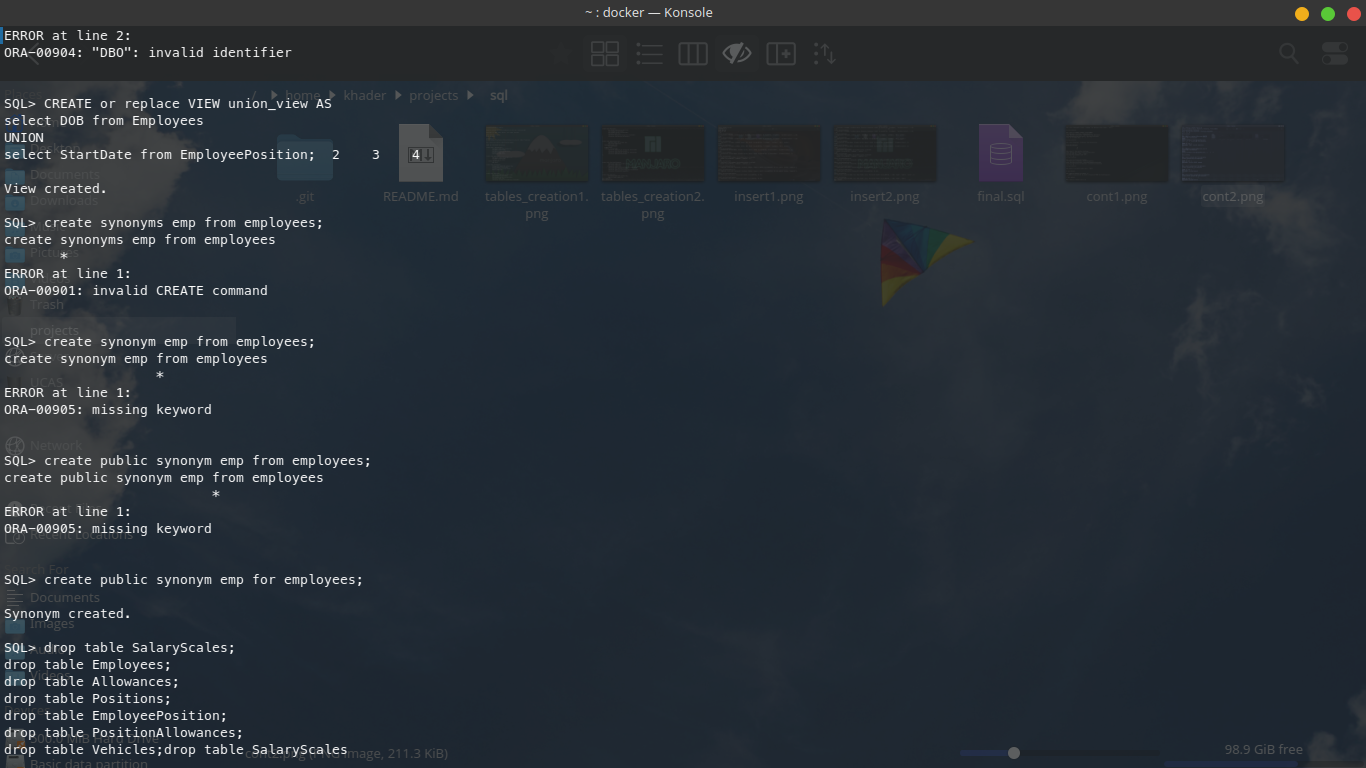 ~ : docker — Konsole
ERROR at line 2:
ORA-00904: "DBO": invalid identifier
/ home khader projects sql
SQL> CREATE or replace VIEW union_view AS
select DOB from Employees
UNION
select StartDate from EmployeePosition;  2    3    4
View created.
.git
README.md
tables_creation1.
png
tables_creation2.
png
insert1.png
insert2.png
final.sql
cont1.png
cont2.png
Documents
Downloads
SQL> create synonyms emp from employees;
create synonyms emp from employees
*
Pictures
ERROR at line 1:
ORA-00901: invalid CREATE command
Trash
projects
SQL> create synonym emp from employees;
create synonym emp from employees
*
UCAS
ERROR at line 1:
ORA-00905: missing keyword
Network
SQL> create public synonym emp from employees;
create public synonym emp from employees
*
ERROR at line 1:
ORA-00905: missing keyword
Recent Locations
Search For
SQL> create public synonym emp for employees;
Documents
Synonym created.
Images
SQL> drop table SalaryScales;
drop table Employees;
drop table Allowances;
drop table Positions;
drop table EmployeePosition;
drop table PositionAllowances;
drop table Vehicles;drop table SalaryScales
cont2.png (PNG image, 211.3 KiB)
98.9 GiB free
Basic data partition